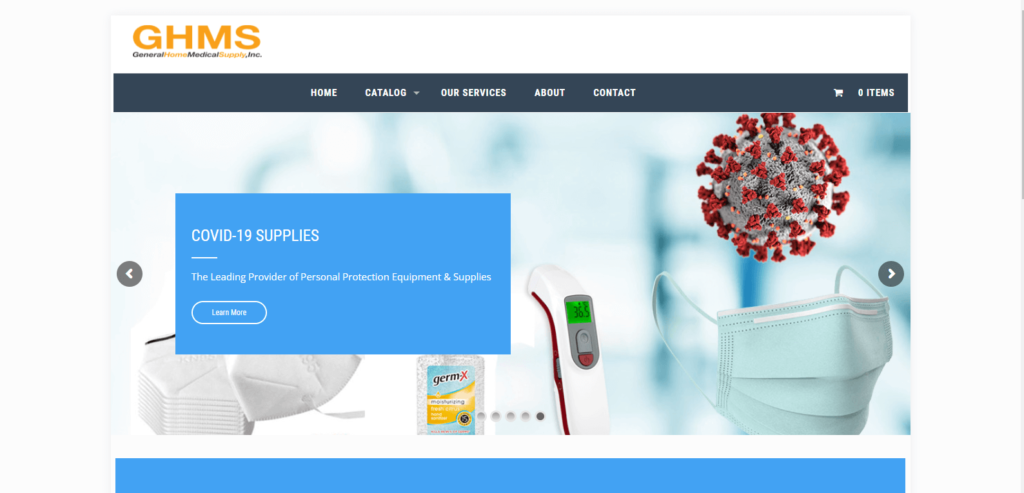 GHMS
GeneralHomeMedicalSupply,Inc.
HOME CATALOG OUR SERVICES ABOUT CONTACT 0 ITEMS
COVID-19 SUPPLIES
The Leading Provider of Personal Protection Equipment & Supplies
Learn More
36.5
germ-x
moisturizing